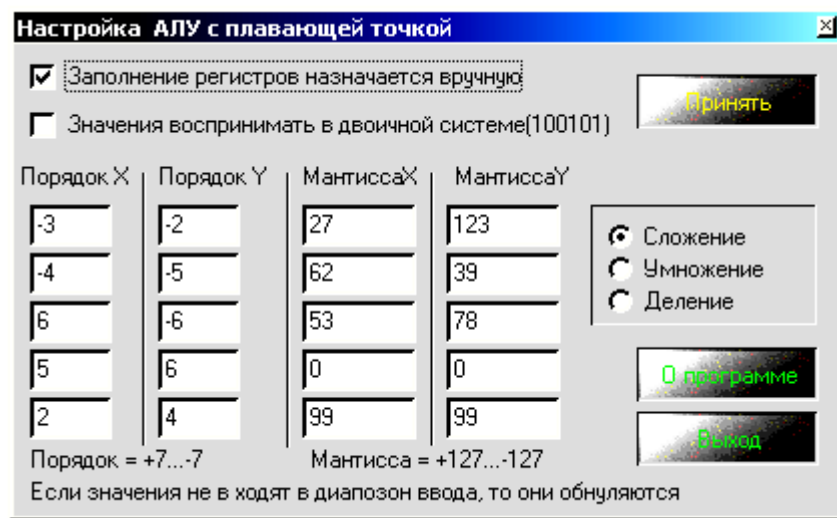 Настройка АЛУ с плавающей точкой
Заполнение регистров назначается вручную
Принять
Значения воспринимать в двоичной системе(100101)
Порядок X Порядок Y МантиссаX МантиссаY
-3 -2 27 123
-4 -5 62 39
6 -6 53 78
5 6 0 0
2 4 99 99
Сложение
Умножение
Деление
О программе
Выход
Порядок = +7...-7 Мантисса = +127...-127
Если значения не в ходят в диапозон ввода, то они обнуляются